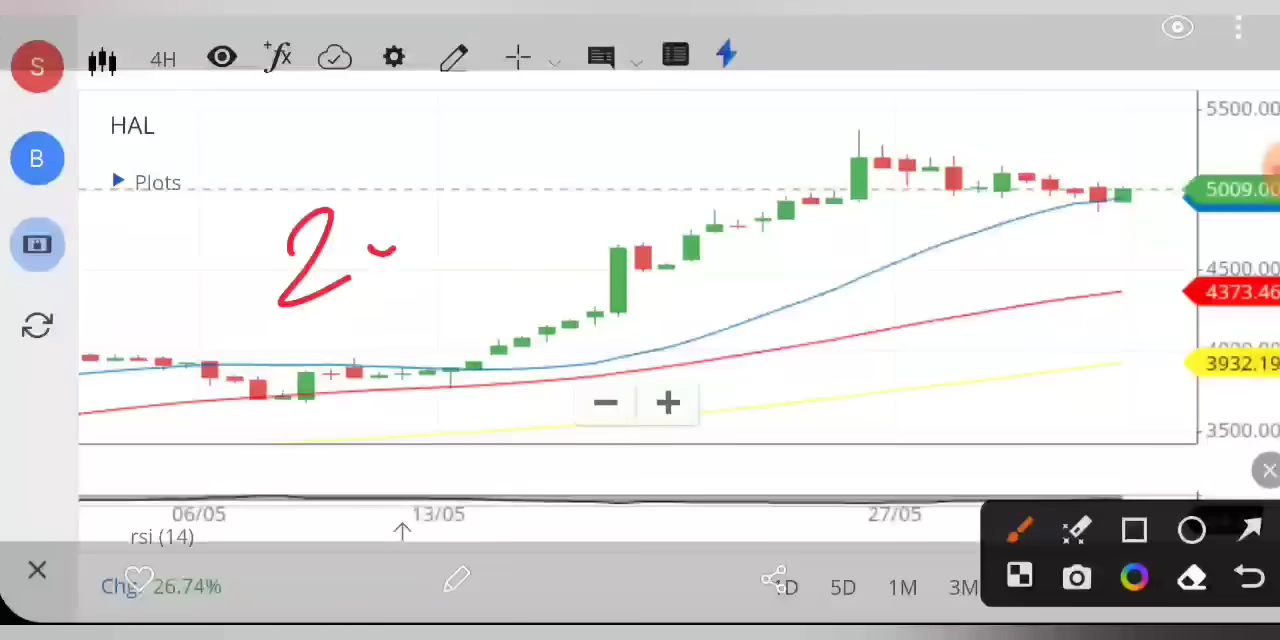 S
4H
+fx
5500.00
HAL
B
Plots
5009.00
2
4500.00
4373.46
3932.19
3500.00
06/05
13/05
27/05
rsi (14)
Chg 26.74%
5D
1M
3M